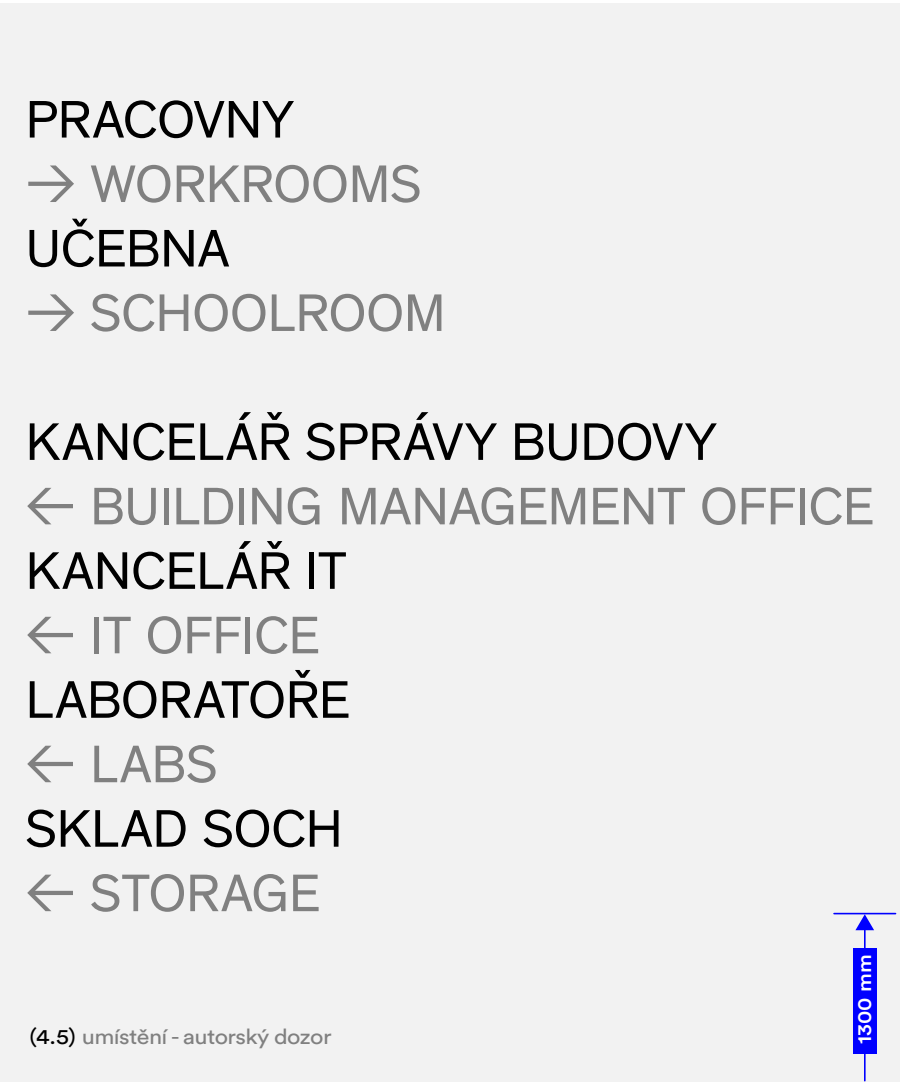 PRACOVNY
→ WORKROOMS
UČEBNA
→ SCHOOLROOM
KANCELÁŘ SPRÁVY BUDOVY
← BUILDING MANAGEMENT OFFICE
KANCELÁŘ IT
← IT OFFICE
LABORATOŘE
← LABS
SKLAD SOCH
← STORAGE
1300 mm
(4.5) umístění - autorský dozor